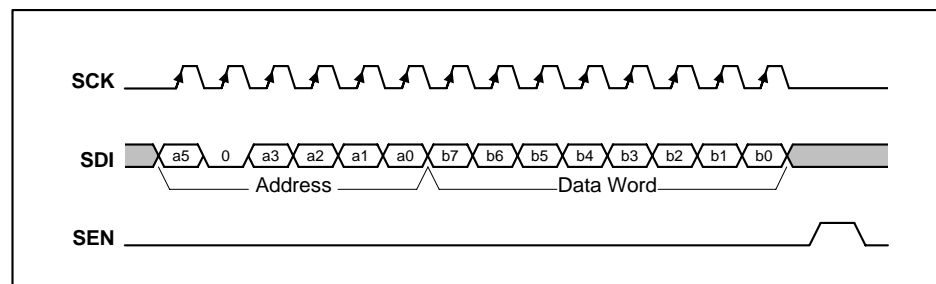 SCK
SDI a5 0 a3 a2 a1 a0 b7 b6 b5 b4 b3 b2 b1 b0
Address Data Word
SEN